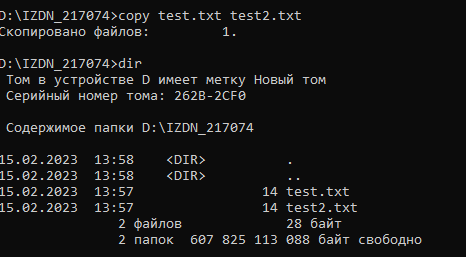 D:\IZDN_217074>copy test.txt test2.txt
Скопировано файлов:         1.

D:\IZDN_217074>dir
 Том в устройстве D имеет метку Новый том
 Серийный номер тома: 262B-2CF0

 Содержимое папки D:\IZDN_217074

15.02.2023  13:58    <DIR>          .
15.02.2023  13:58    <DIR>          ..
15.02.2023  13:57                14 test.txt
15.02.2023  13:57                14 test2.txt
               2 файлов             28 байт
               2 папок  607 825 113 088 байт свободно